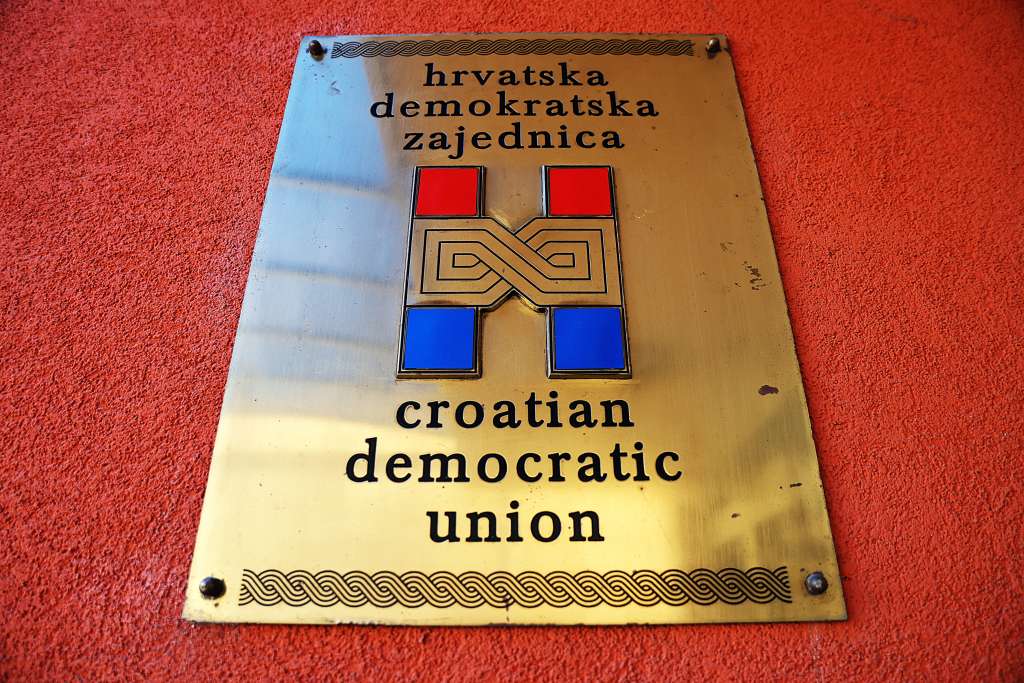 hrvatska
demokratska
zajednica
croatian
democratic
union